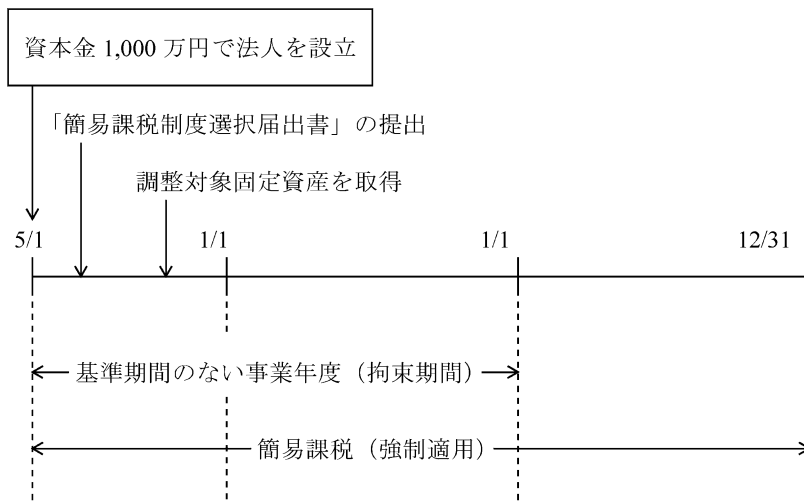 資本金 1,000 万円で法人を設立
「簡易課税制度選択届出書」の提出
調整対象固定資産を取得
5/1 1/1 1/1 12/31
基準期間のない事業年度（拘束期間）
簡易課税（強制適用）